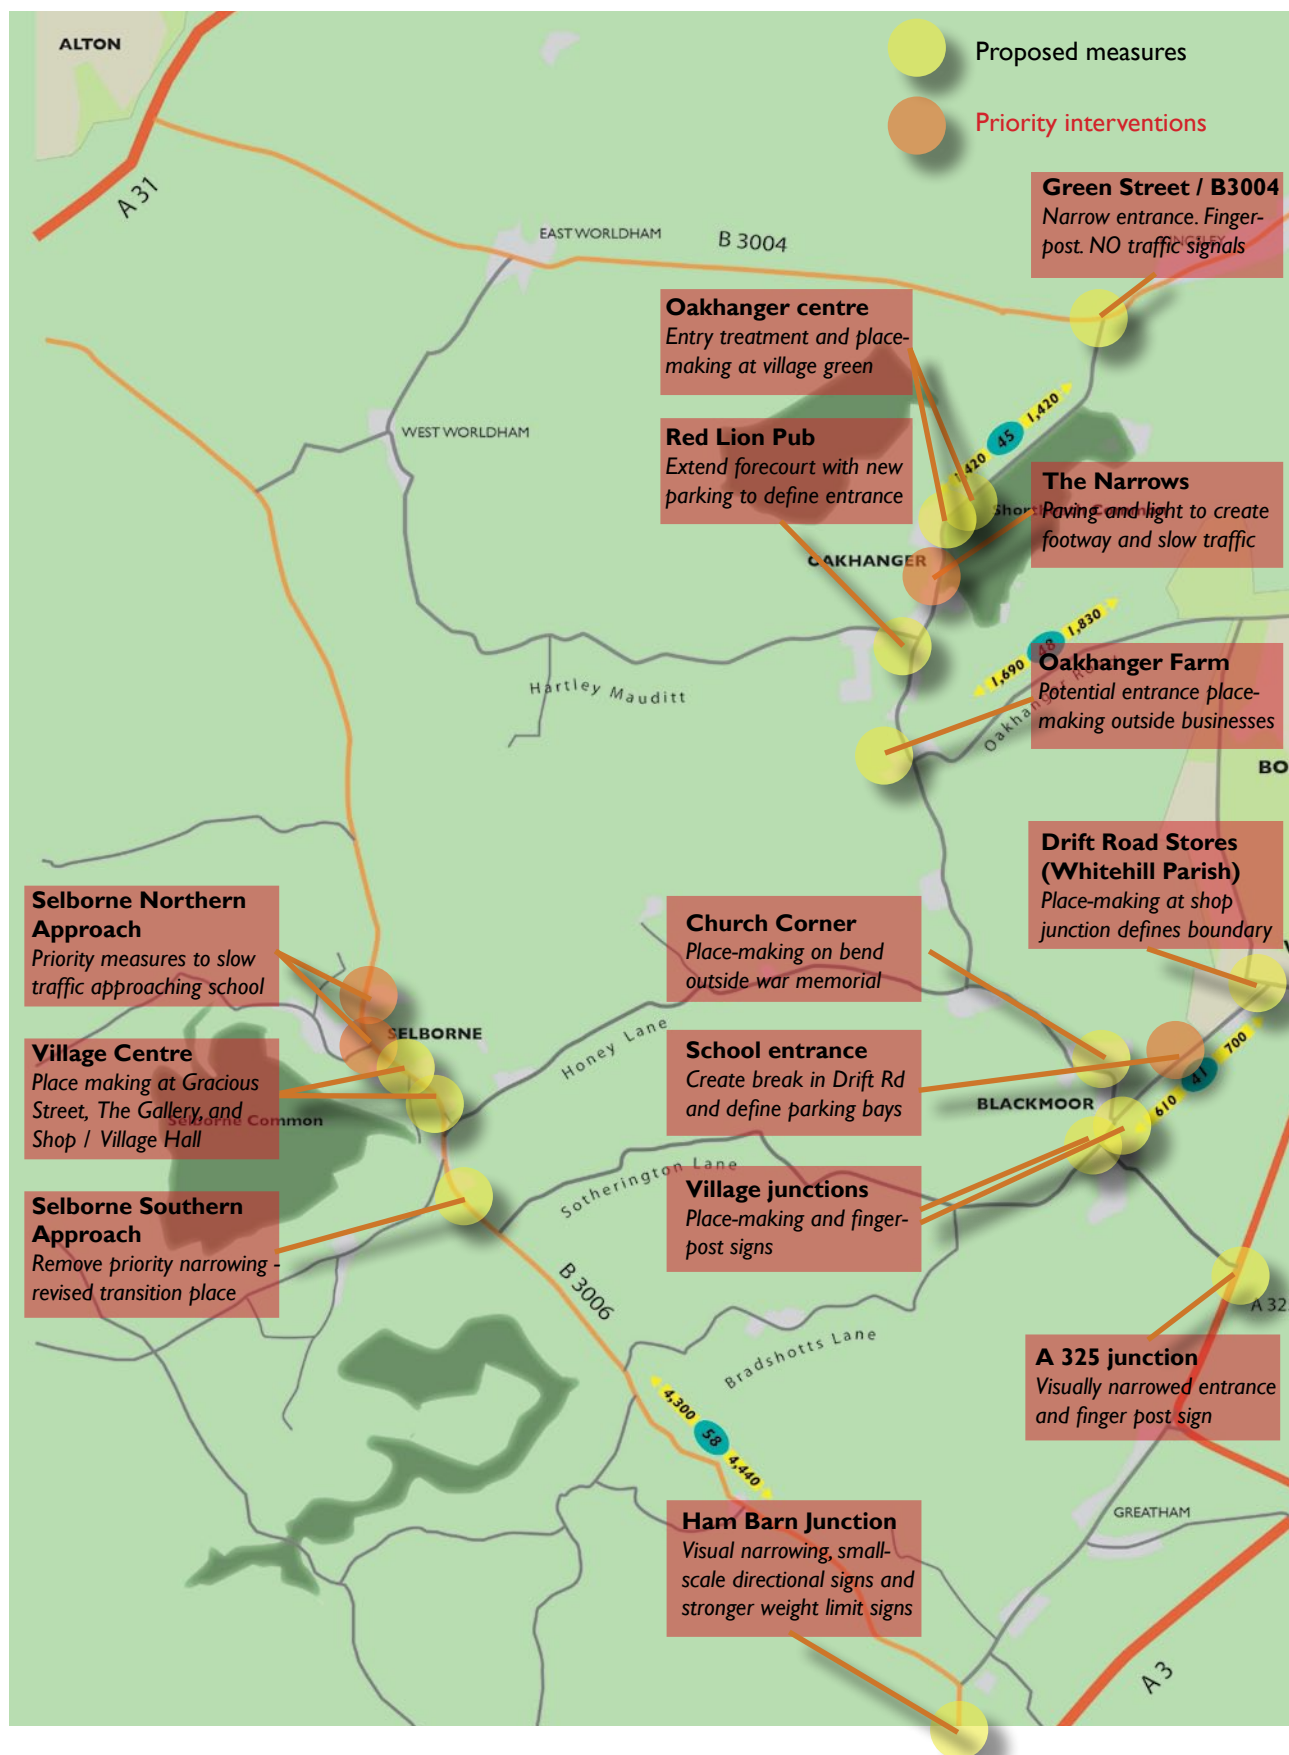 ALTON
Proposed measures
Priority interventions
A 31
Green Street / B3004
Narrow entrance. Finger-
post. NO traffic signals
EAST WORLDHAM
B 3004
Oakhanger centre
Entry treatment and place-
making at village green
1,420
45
WEST WORLDHAM
Red Lion Pub
Extend forecourt with new
parking to define entrance
The Narrows
Paving and light to create
footway and slow traffic
OAKHANGER
1,830
48
1,690
Oakhanger Road
Oakhanger Farm
Potential entrance place-
making outside businesses
Hartley Mauditt
BO
Drift Road Stores
(Whitehill Parish)
Place-making at shop
junction defines boundary
Selborne Northern
Approach
Priority measures to slow
traffic approaching school
Church Corner
Place-making on bend
outside war memorial
SELBORNE
Honey Lane
Village Centre
Place making at Gracious
Street, The Gallery, and
Shop / Village Hall
Selborne Common
School entrance
Create break in Drift Rd
and define parking bays
700
41
610
BLACKMOOR
Sotherington Lane
Village junctions
Place-making and finger-
post signs
Selborne Southern
Approach
Remove priority narrowing -
revised transition place
B 3006
A 32
Bradshotts Lane
A 325 junction
Visually narrowed entrance
and finger post sign
4,300
58
4,440
Ham Barn Junction
Visual narrowing, small-
scale directional signs and
stronger weight limit signs
GREATHAM
A 3